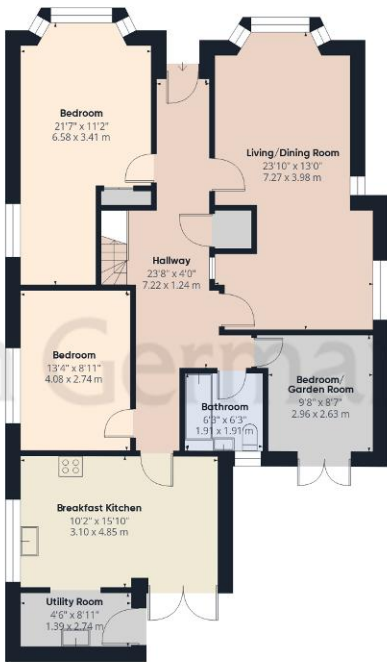 Bedroom
21'7" x 11'2"
6.58 x 3.41 m
Living/Dining Room
23'10" x 13'0"
7.27 x 3.98 m
Hallway
23'8" x 4'0"
7.22 x 1.24 m
Bedroom
13'4" x 8'11"
4.08 x 2.74 m
Bedroom/
Garden Room
9'8" x 8'7"
2.96 x 2.63 m
Bathroom
6'3" x 6'3"
1.91 x 1.91 m
Breakfast Kitchen
10'2" x 15'10"
3.10 x 4.85 m
Utility Room
4'6" x 8'11"
1.39 x 2.74 m